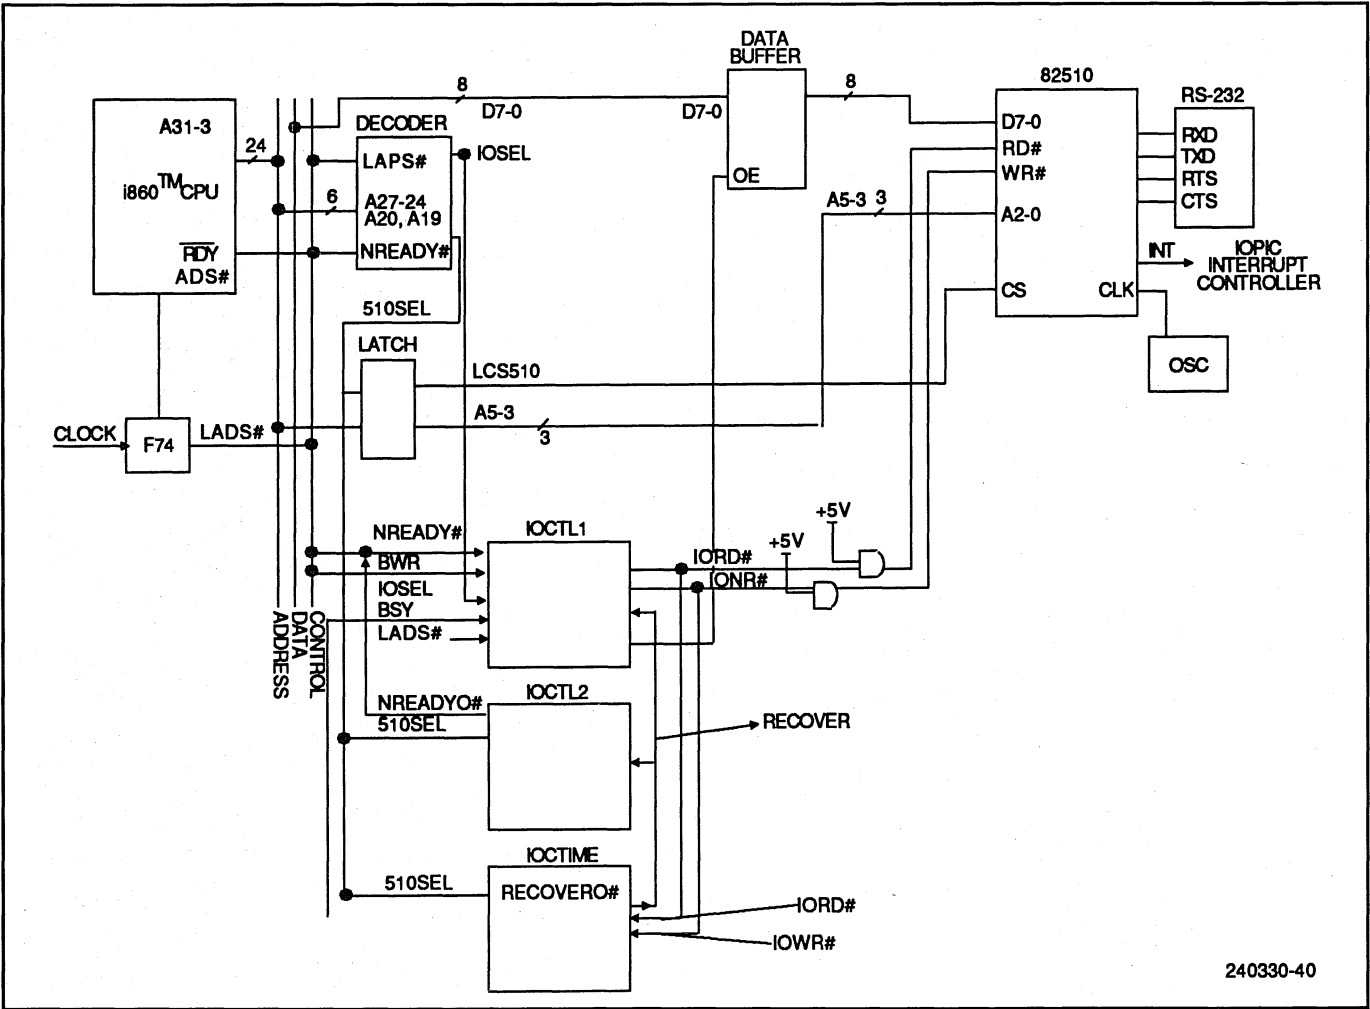 DATA
BUFFER
8
D7-0
D7-0
OE
8
82510
D7-0
RD#
WR#
A2-0
CS
CLK
RS-232
RXD
TXD
RTS
CTS
INT
IOPIC
INTERRUPT
CONTROLLER
OSC
A31-3
i860™CPU
RDY
ADS#
24
DECODER
LAPS#
A27-24
A20, A19
NREADY#
6
IOSEL
A5-3
3
510SEL
LATCH
LCS510
A5-3
3
CLOCK
F74
LADS#
+5V
+5V
NREADY#
BWR
IOSEL
BSY
LADS#
IOCTL1
IORD#
IONR#
ADDRESS
DATA
CONTROL
IOCTL2
NREADYO#
510SEL
RECOVER
IOCTIME
510SEL
RECOVERO#
IORD#
IOWR#
240330-40